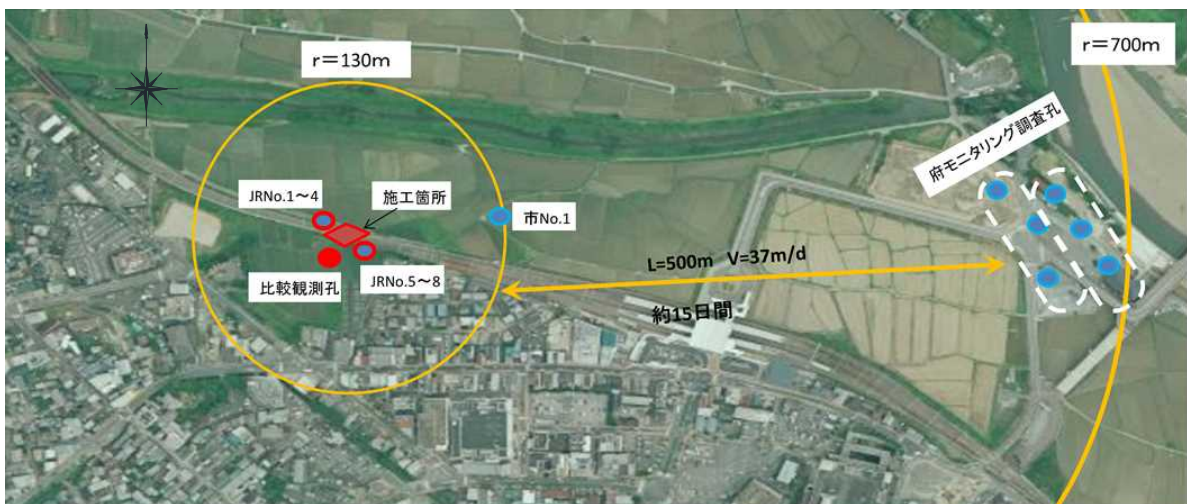 r＝130m
r＝700m
府モニタリング調査孔
JRNo.1～4
施工箇所
市No.1
比較観測孔
JRNo.5～8
L=500m V=37m/d
約15日間